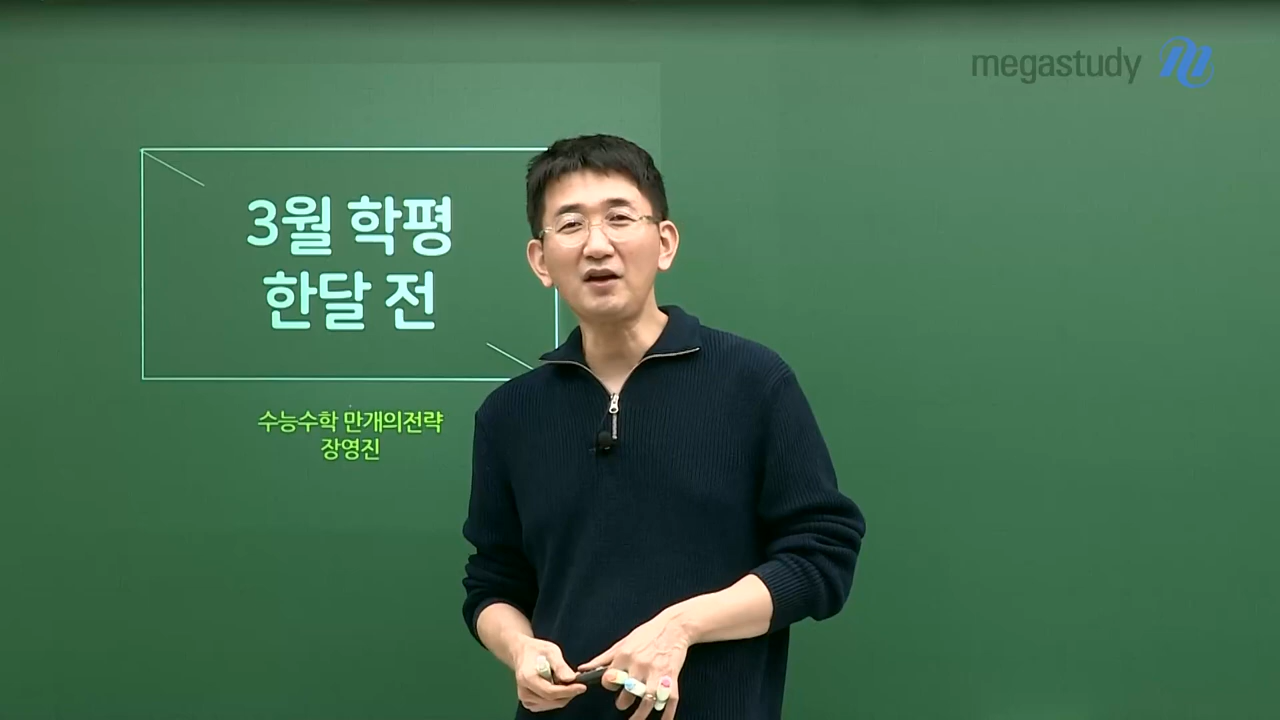 megastudy
3월 학평
한달 전
수능수학 만개의전략
장영진